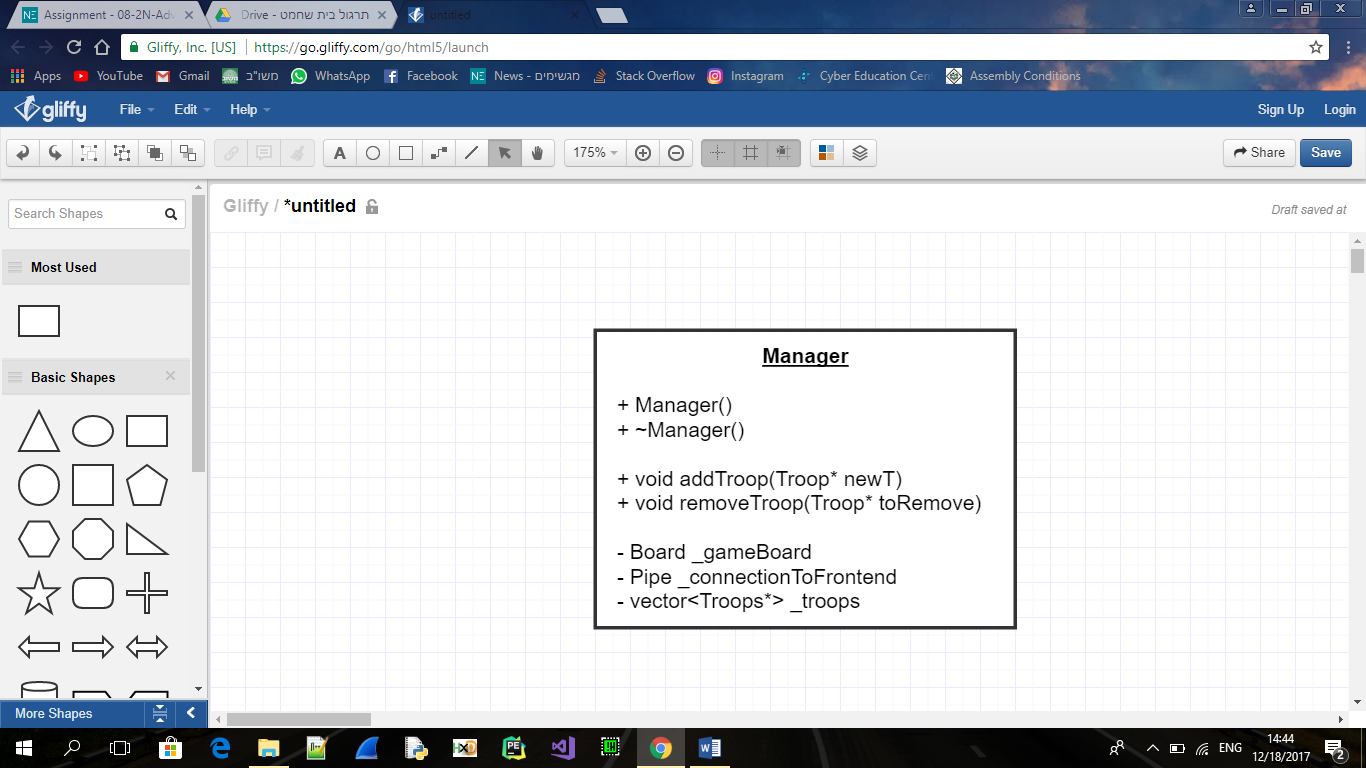 Assignment - 08-2N-Adv
תרגול בית שחמט - Drive
untitled
Gliffy, Inc. [US]
https://go.gliffy.com/go/html5/launch
Apps
YouTube
Gmail
משו"ב
WhatsApp
Facebook
News - מגשימים
Stack Overflow
Instagram
Cyber Education Cen
Assembly Conditions
gliffy
File
Edit
Help
Sign Up
Login
A
175%
Share
Save
Search Shapes
Gliffy / *untitled
Draft saved at
Most Used
Basic Shapes
Manager
+ Manager()
+ ~Manager()
+ void addTroop(Troop* newT)
+ void removeTroop(Troop* toRemove)
- Board _gameBoard
- Pipe _connectionToFrontend
- vector<Troops*> _troops
More Shapes
ENG
14:44
12/18/2017
2